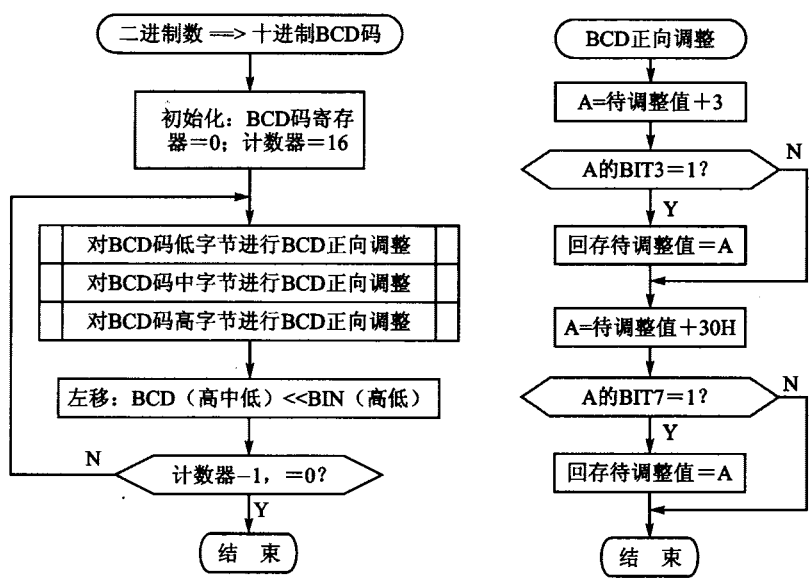 二进制数 ==> 十进制BCD码
初始化：BCD码寄存
器=0；计数器=16
对BCD码低字节进行BCD正向调整
对BCD码中字节进行BCD正向调整
对BCD码高字节进行BCD正向调整
左移：BCD（高中低）<<BIN（高低）
N
计数器-1，=0?
Y
结 束
BCD正向调整
A=待调整值+3
A的BIT3=1?
N
Y
回存待调整值=A
A=待调整值+30H
A的BIT7=1?
N
Y
回存待调整值=A
结 束